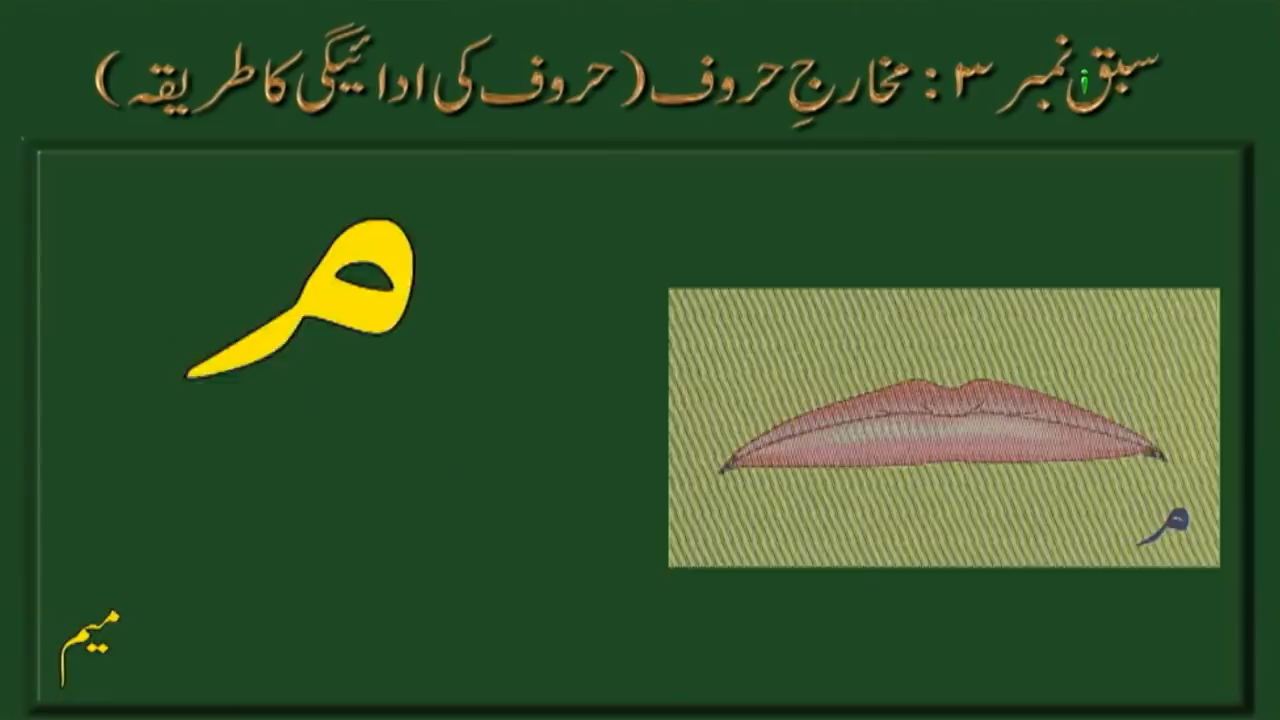 سبق نمبر ۳ : مخارجِ حروف ( حروف کی ادائیگی کا طریقہ )
م
م
میم